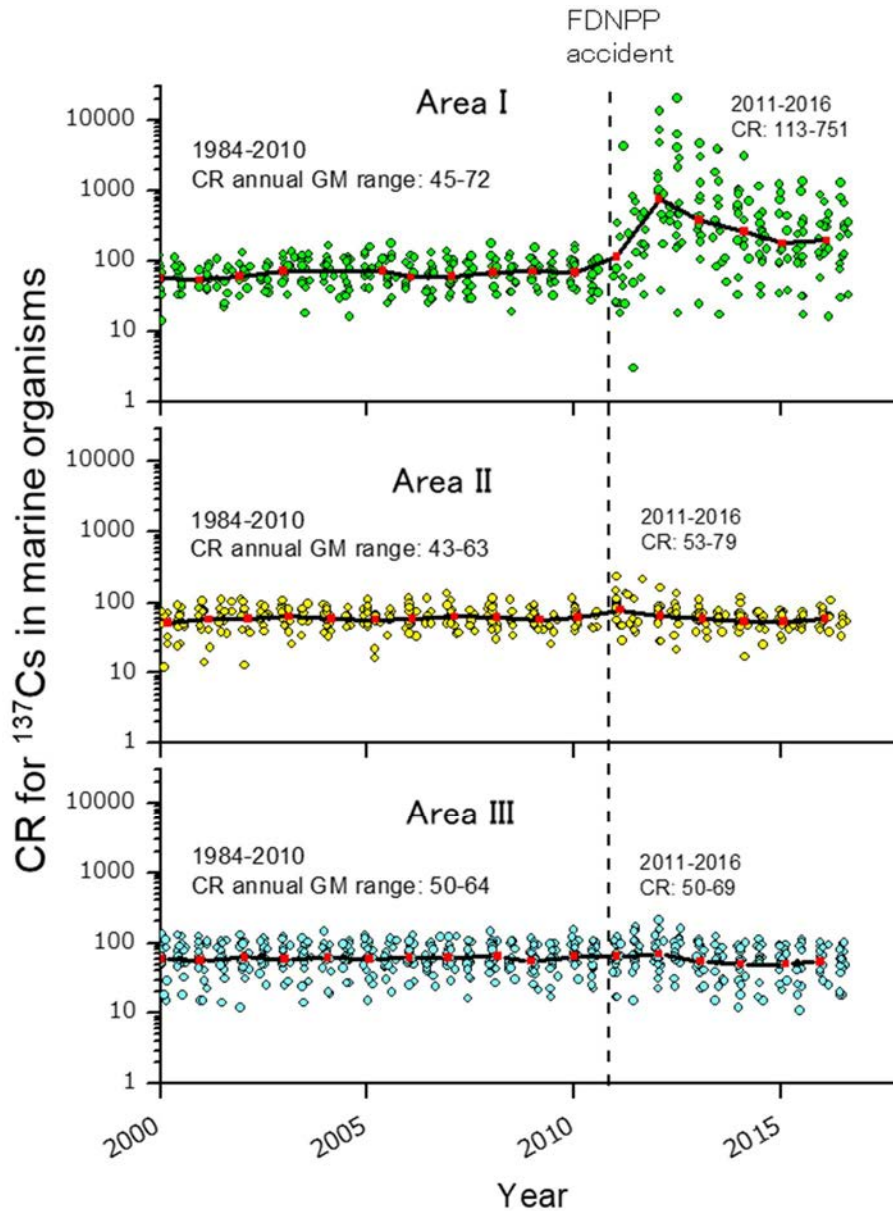 FDNPP
accident
Area I
2011-2016
CR: 113-751
1984-2010
CR annual GM range: 45-72
10000
1000
100
10
1
Area II
1984-2010
CR annual GM range: 43-63
2011-2016
CR: 53-79
10000
1000
100
10
1
Area III
1984-2010
CR annual GM range: 50-64
2011-2016
CR: 50-69
10000
1000
100
10
1
CR for ¹³⁷Cs in marine organisms
2000
2005
2010
2015
Year